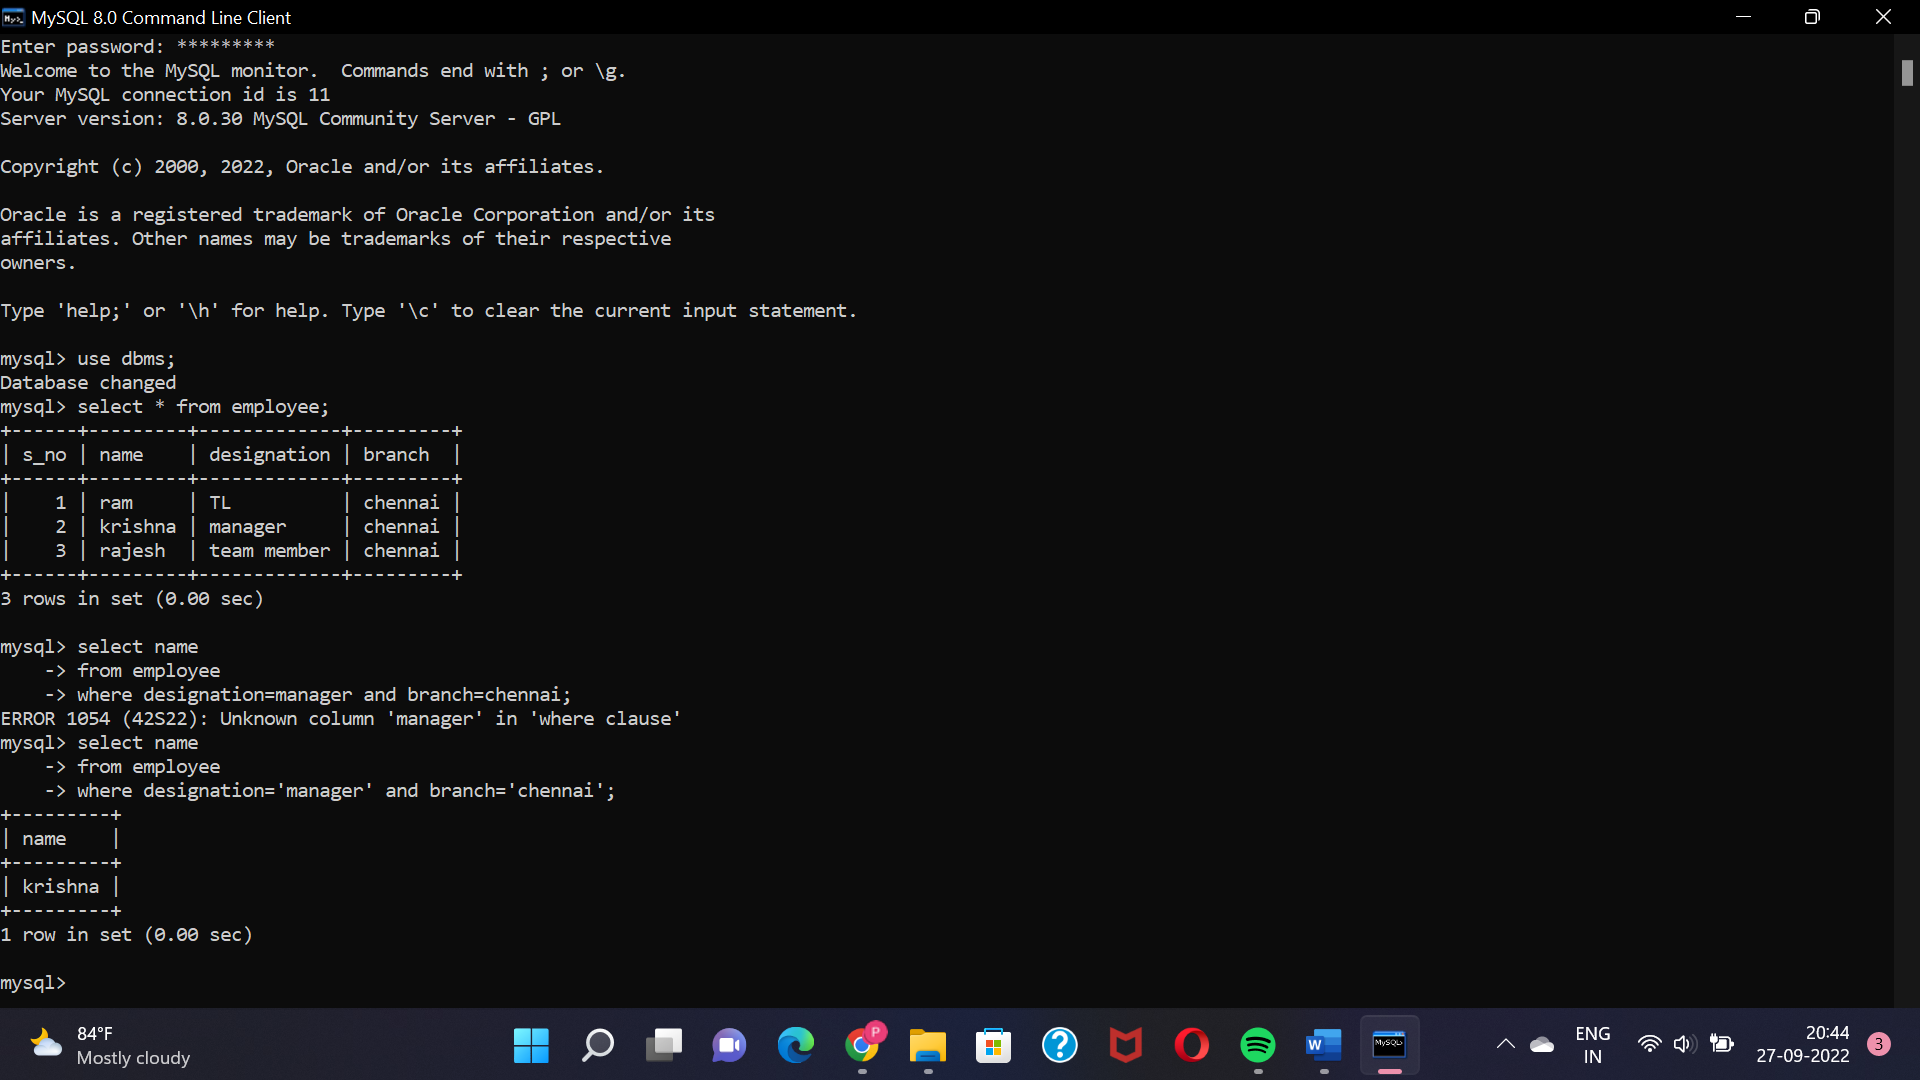 MySQL 8.0 Command Line Client
Enter password: *********
Welcome to the MySQL monitor.  Commands end with ; or \g.
Your MySQL connection id is 11
Server version: 8.0.30 MySQL Community Server - GPL
Copyright (c) 2000, 2022, Oracle and/or its affiliates.
Oracle is a registered trademark of Oracle Corporation and/or its
affiliates. Other names may be trademarks of their respective
owners.
Type 'help;' or '\h' for help. Type '\c' to clear the current input statement.
mysql> use dbms;
Database changed
mysql> select * from employee;
+------+---------+-------------+---------+
| s_no | name    | designation | branch  |
+------+---------+-------------+---------+
|    1 | ram     | TL          | chennai |
|    2 | krishna | manager     | chennai |
|    3 | rajesh  | team member | chennai |
+------+---------+-------------+---------+
3 rows in set (0.00 sec)
mysql> select name
    -> from employee
    -> where designation=manager and branch=chennai;
ERROR 1054 (42S22): Unknown column 'manager' in 'where clause'
mysql> select name
    -> from employee
    -> where designation='manager' and branch='chennai';
+---------+
| name    |
+---------+
| krishna |
+---------+
1 row in set (0.00 sec)
mysql>
84°F
Mostly cloudy
P
W
MySQL>
ENG
IN
20:44
27-09-2022
3